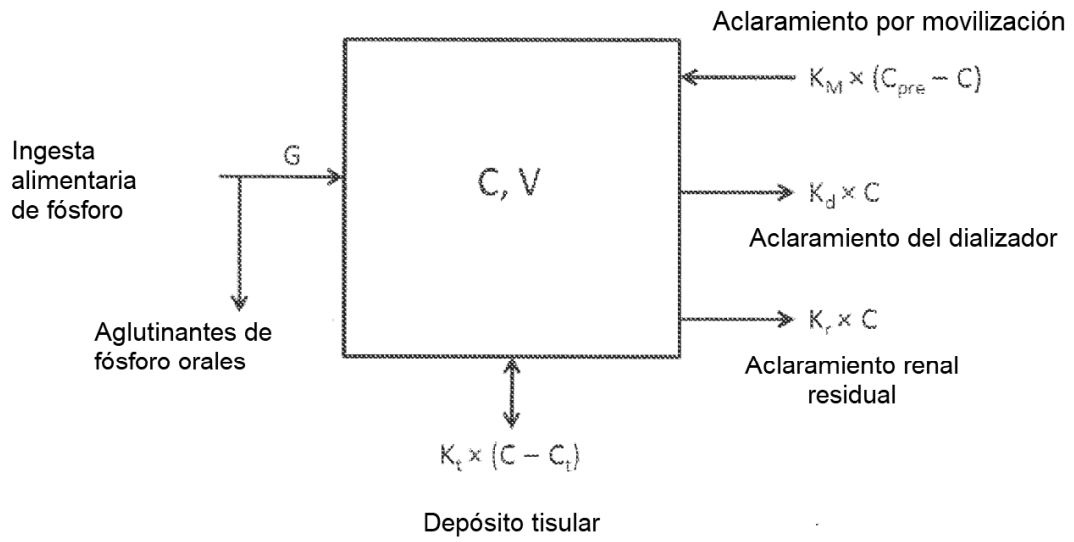 Aclaramiento por movilización
K_M × (C_pre − C)
Ingesta
alimentaria
de fósforo
G
C, V
K_d × C
Aclaramiento del dializador
Aglutinantes de
fósforo orales
K_r × C
Aclaramiento renal
residual
K_t × (C − C_t)
Depósito tisular